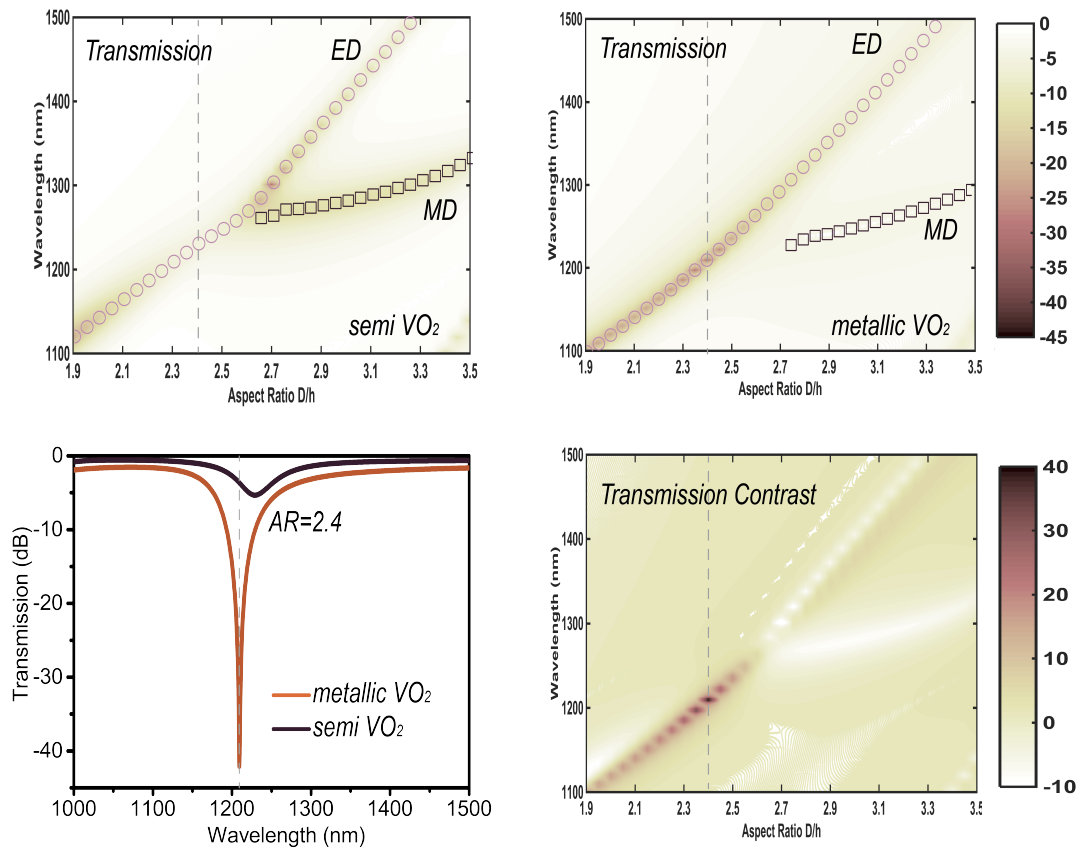 Transmission
ED
MD
semi VO2
Wavelength (nm)
1500
1400
1300
1200
1100
1.9 2.1 2.3 2.5 2.7 2.9 3.1 3.3 3.5
Aspect Ratio D/h
Transmission
ED
MD
metallic VO2
Wavelength (nm)
1500
1400
1300
1200
1100
1.9 2.1 2.3 2.5 2.7 2.9 3.1 3.3 3.5
Aspect Ratio D/h
0
-5
-10
-15
-20
-25
-30
-35
-40
-45
Transmission (dB)
0
-10
-20
-30
-40
AR=2.4
metallic VO2
semi VO2
1000 1100 1200 1300 1400 1500
Wavelength (nm)
Transmission Contrast
Wavelength (nm)
1500
1400
1300
1200
1100
1.9 2.1 2.3 2.5 2.7 2.9 3.1 3.3 3.5
Aspect Ratio D/h
40
30
20
10
0
-10